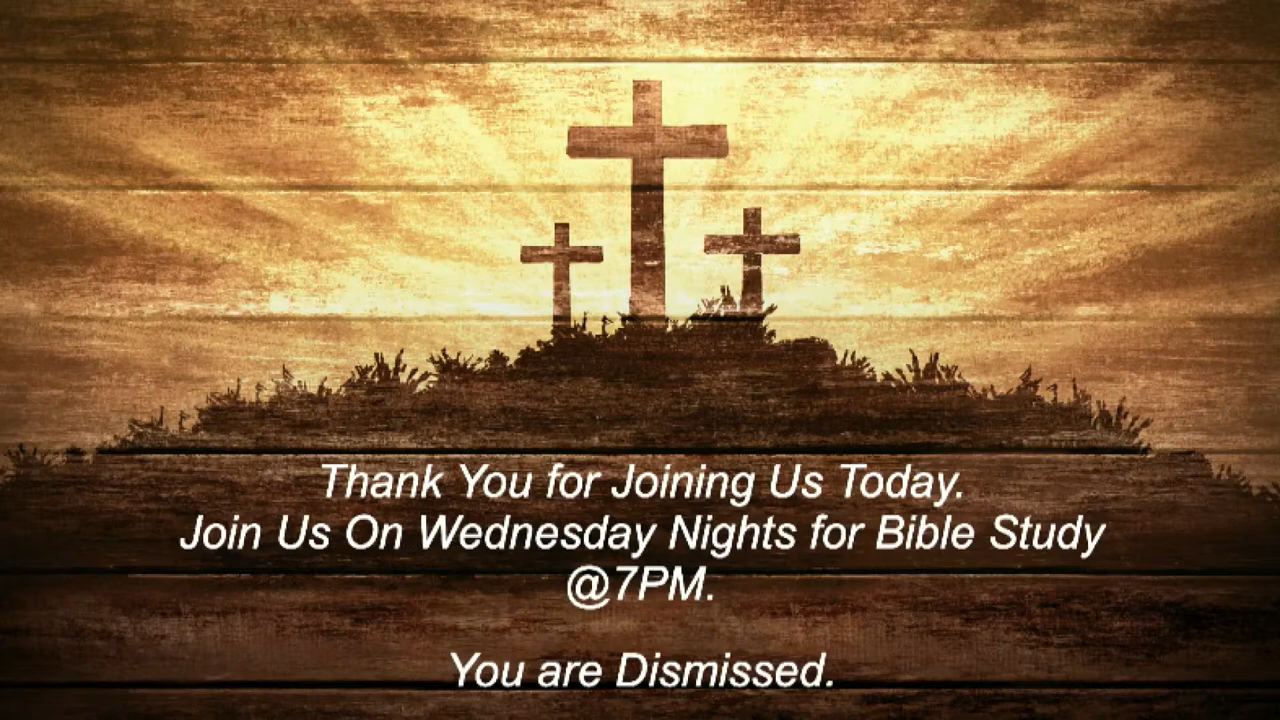 Thank You for Joining Us Today.
Join Us On Wednesday Nights for Bible Study
@7PM.
You are Dismissed.